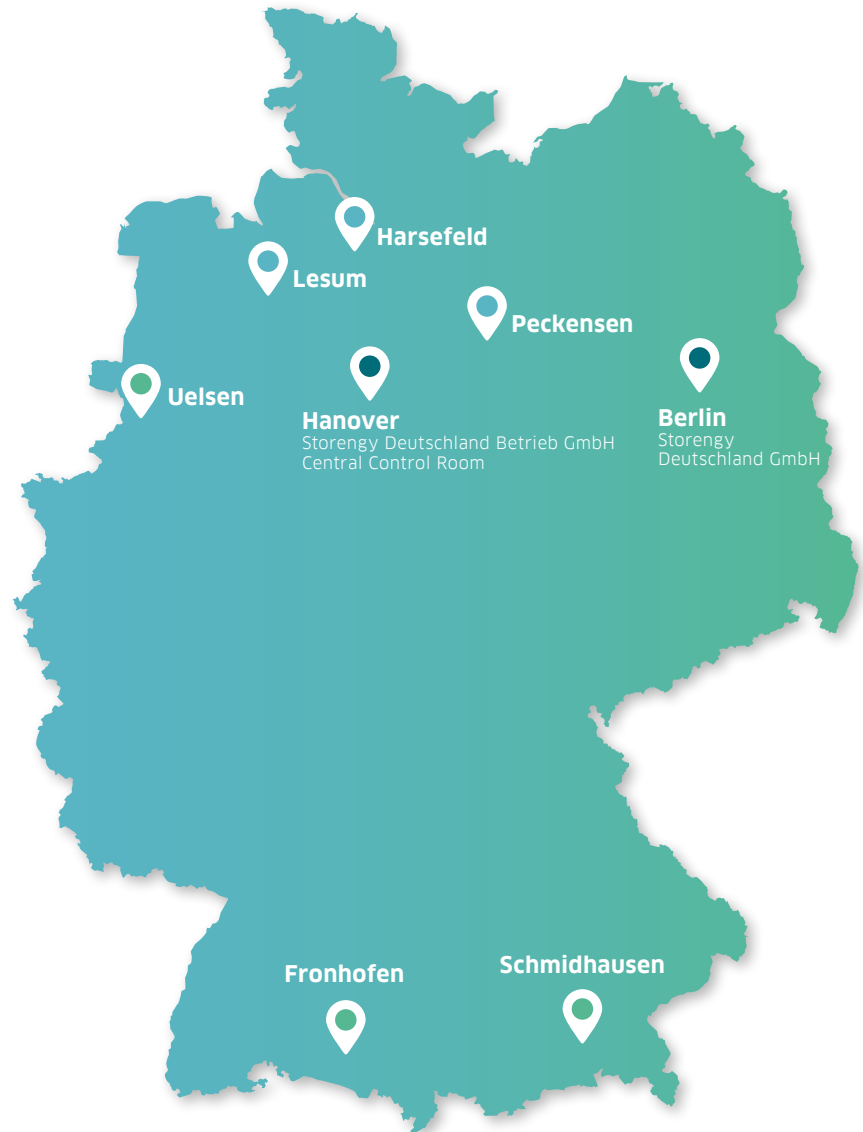 Harsefeld
Lesum
Peckensen
Uelsen
Hanover
Storengy Deutschland Betrieb GmbH
Central Control Room
Berlin
Storengy
Deutschland GmbH
Fronhofen
Schmidhausen